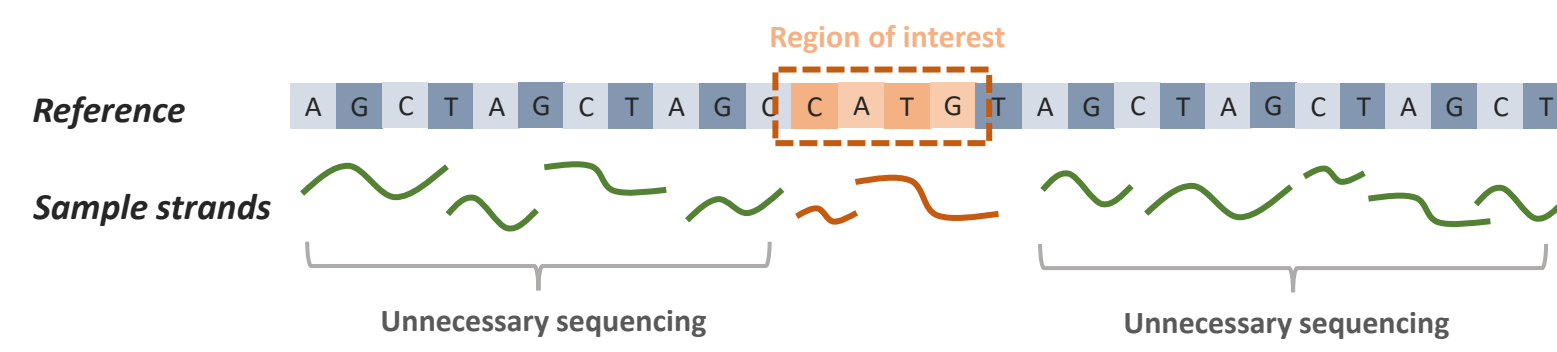 Region of interest
Reference A G C T A G C T A G C C A T G T A G C T A G C T A G C T
Sample strands
Unnecessary sequencing Unnecessary sequencing